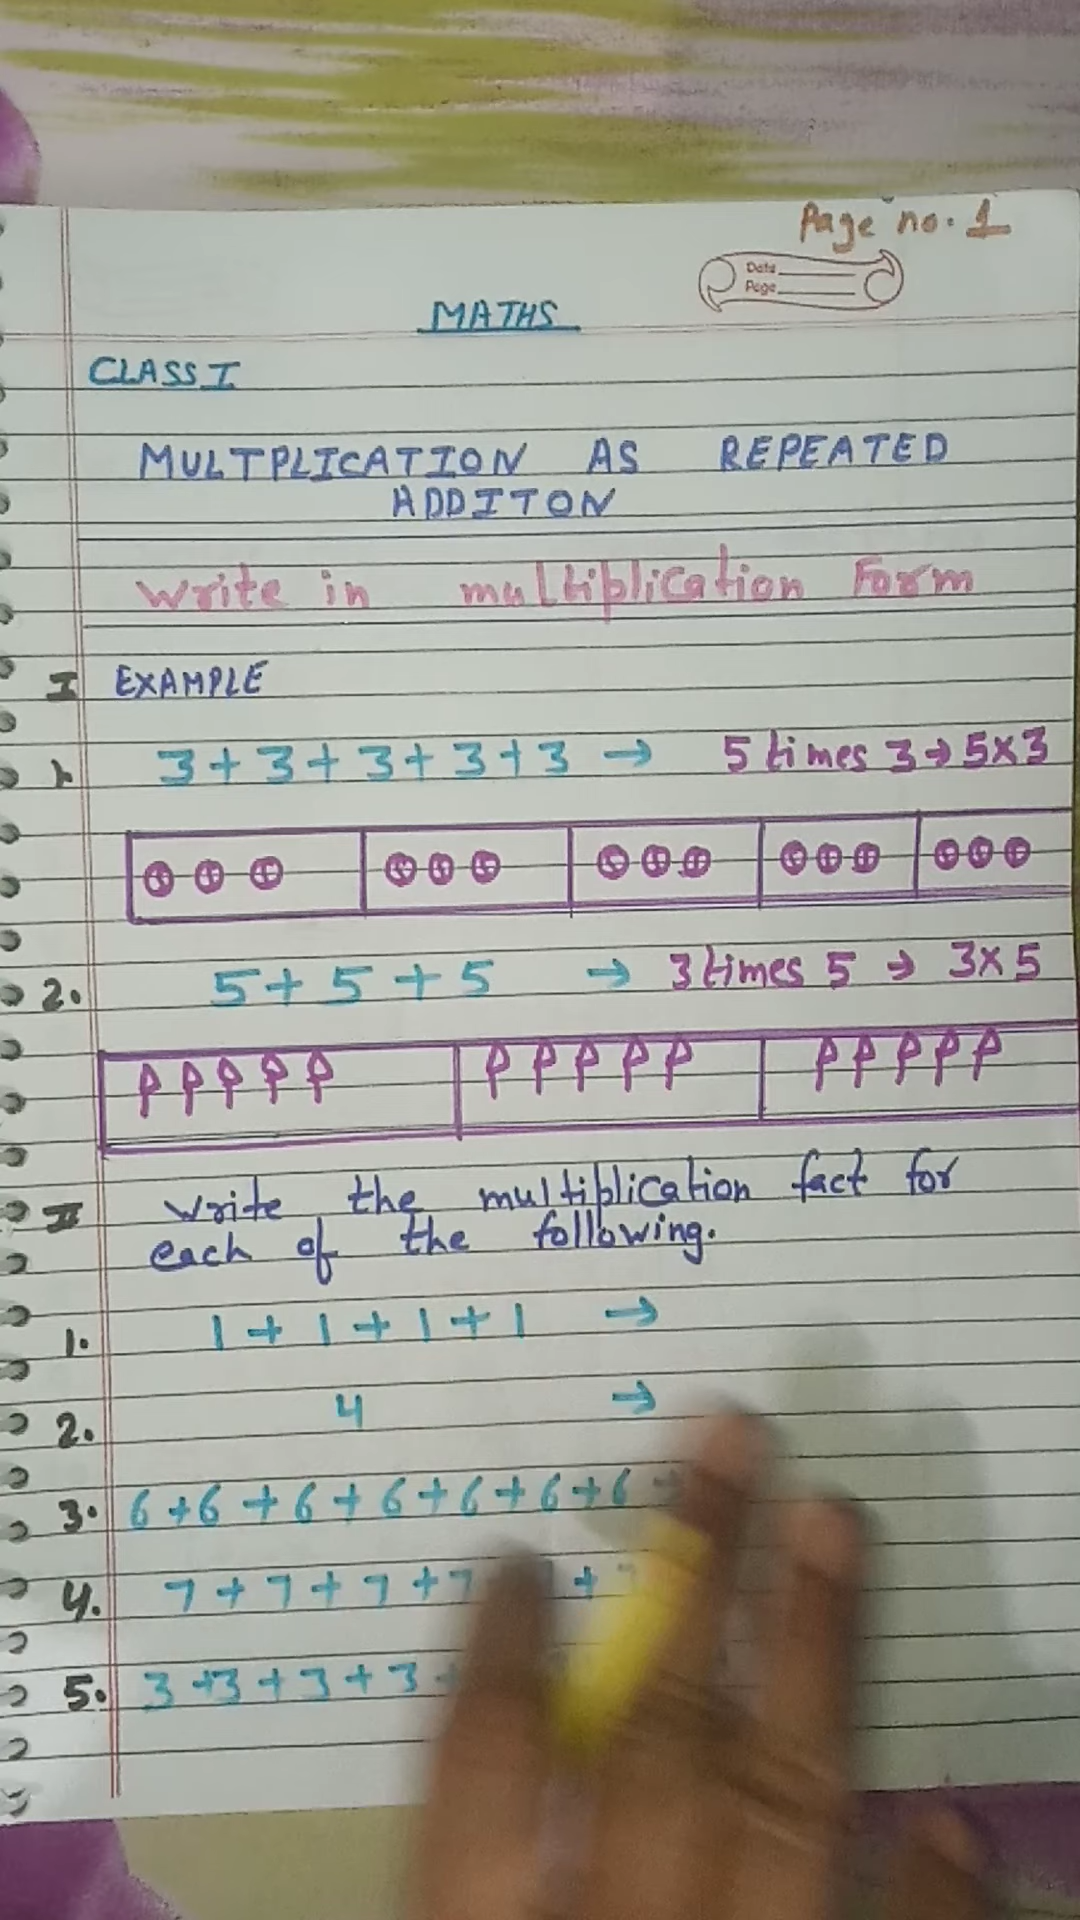 Page no. 1
Date
Page
MATHS
CLASS I
MULTPLICATION AS REPEATED
ADDITON
Write in multiplication Form
I EXAMPLE
1. 3+3+3+3+3 → 5 times 3 → 5×3
2. 5+5+5 → 3 times 5 → 3×5
II Write the multiplication fact for
each of the following.
1. 1+1+1+1 →
2. 4 →
3. 6+6+6+6+6+6+6
4. 7+7+7+7 +
5. 3+3+3+3